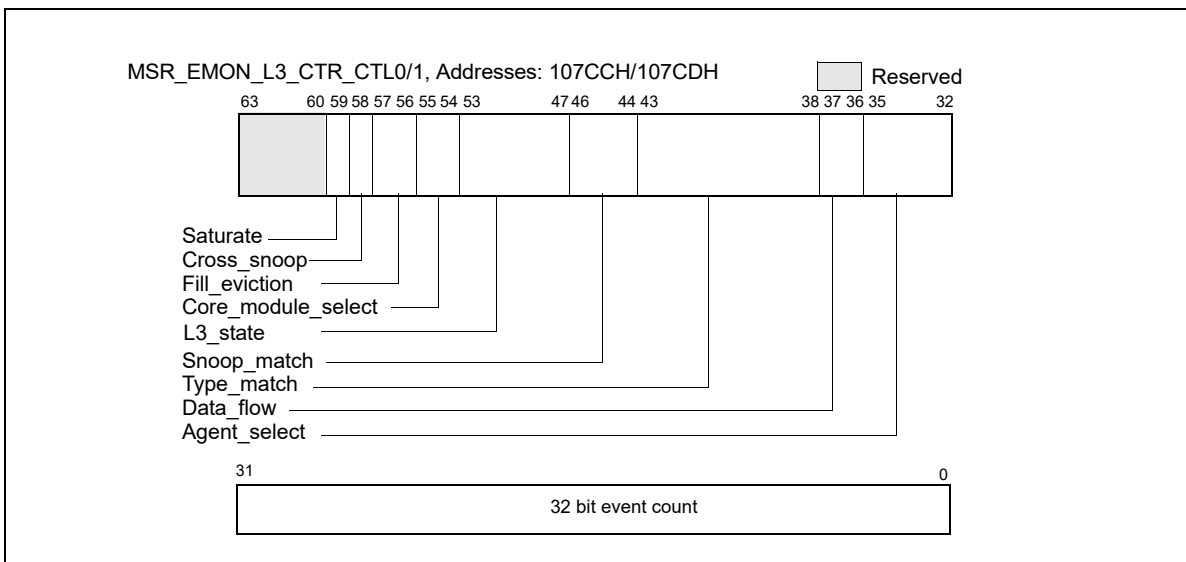 MSR_EMON_L3_CTR_CTL0/1, Addresses: 107CCH/107CDH
Reserved
63 60 59 58 57 56 55 54 53 47 46 44 43 38 37 36 35 32
Saturate
Cross_snoop
Fill_eviction
Core_module_select
L3_state
Snoop_match
Type_match
Data_flow
Agent_select
31 0
32 bit event count